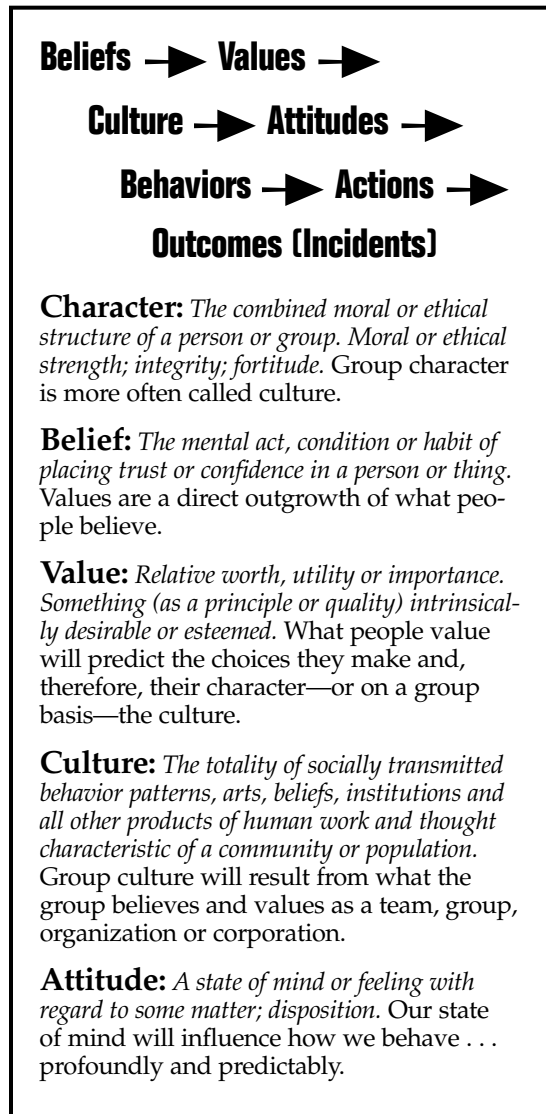 Beliefs Values
Culture Attitudes
Behaviors Actions
Outcomes (Incidents)
Character: The combined moral or ethical
structure of a person or group. Moral or ethical
strength; integrity; fortitude. Group character
is more often called culture.
Belief: The mental act, condition or habit of
placing trust or confidence in a person or thing.
Values are a direct outgrowth of what peo-
ple believe.
Value: Relative worth, utility or importance.
Something (as a principle or quality) intrinsical-
ly desirable or esteemed. What people value
will predict the choices they make and,
therefore, their character—or on a group
basis—the culture.
Culture: The totality of socially transmitted
behavior patterns, arts, beliefs, institutions and
all other products of human work and thought
characteristic of a community or population.
Group culture will result from what the
group believes and values as a team, group,
organization or corporation.
Attitude: A state of mind or feeling with
regard to some matter; disposition. Our state
of mind will influence how we behave . . .
profoundly and predictably.